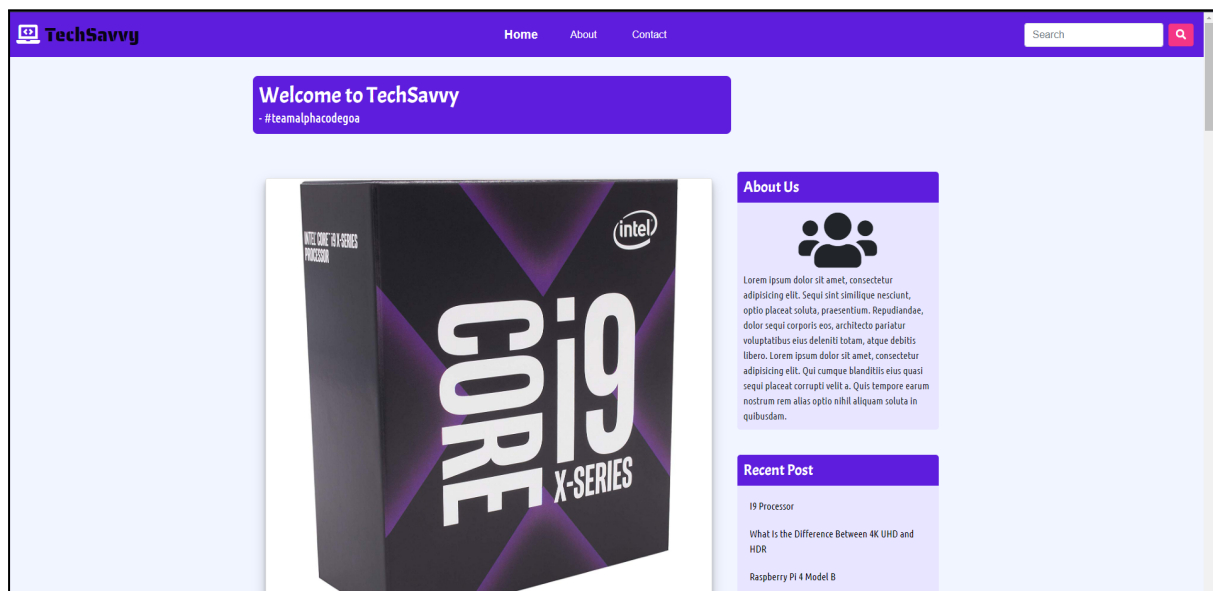 TechSavvy
Home
About
Contact
Search
Welcome to TechSavvy
- #teamalphacodegoa
INTEL® CORE™ i9 X-SERIES
PROCESSOR
intel
CORE
i9
X-SERIES
About Us
Lorem ipsum dolor sit amet, consectetur
adipisicing elit. Sequi sint similique nesciunt,
optio placeat soluta, praesentium. Repudiandae,
dolor sequi corporis eos, architecto pariatur
voluptatibus eius deleniti totam, atque debitis
libero. Lorem ipsum dolor sit amet, consectetur
adipisicing elit. Qui cumque blanditiis eius quasi
sequi placeat corrupti velit a. Quis tempore earum
nostrum rem alias optio nihil aliquam soluta in
quibusdam.
Recent Post
I9 Processor
What Is the Difference Between 4K UHD and
HDR
Raspberry Pi 4 Model B